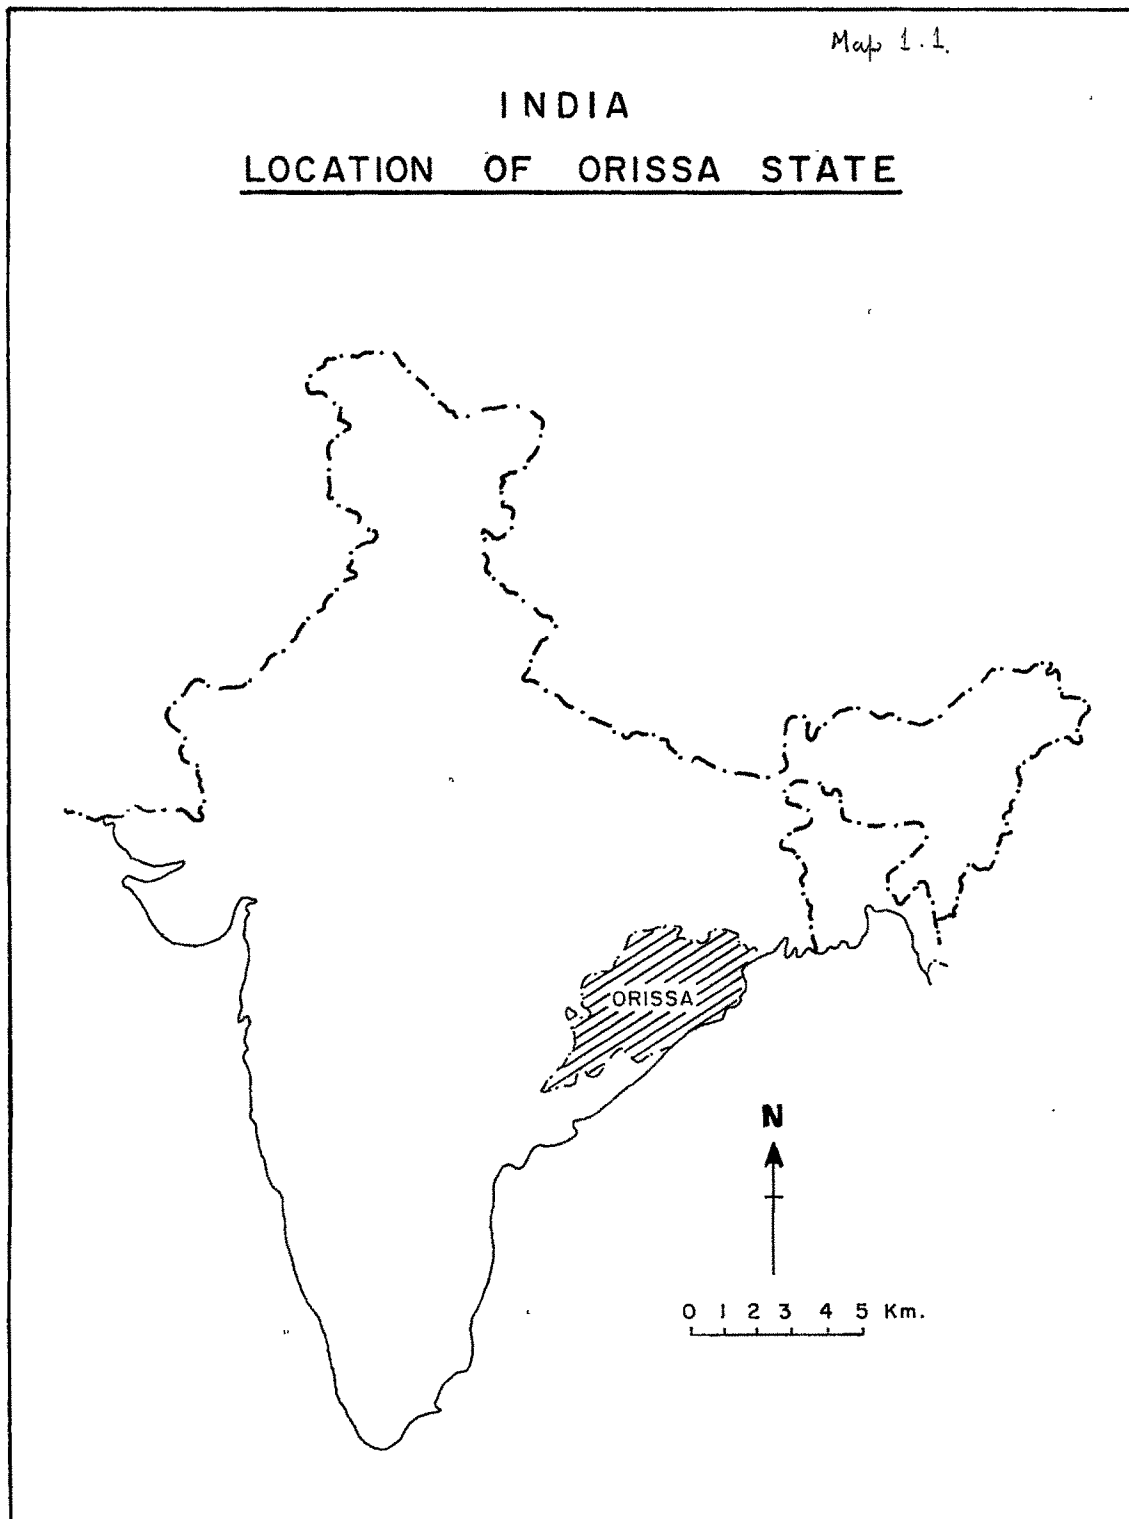 Map 1.1.
INDIA
LOCATION OF ORISSA STATE
ORISSA
N
0 1 2 3 4 5 Km.